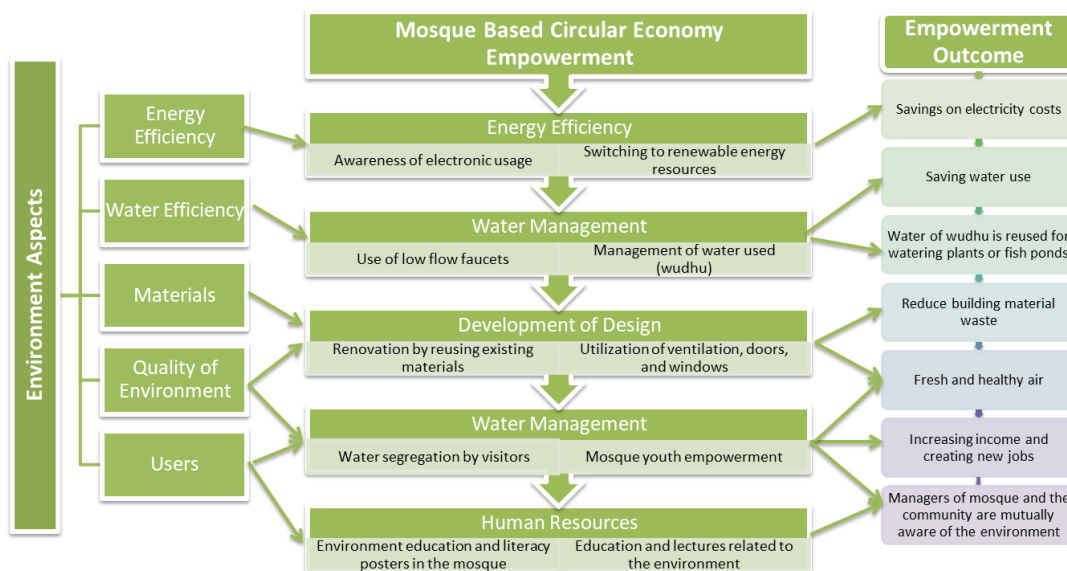 Mosque Based Circular Economy
Empowerment
Empowerment
Outcome
Environment Aspects
Energy
Efficiency
Water Efficiency
Materials
Quality of
Environment
Users
Energy Efficiency
Awareness of electronic usage
Switching to renewable energy
resources
Water Management
Use of low flow faucets
Management of water used
(wudhu)
Development of Design
Renovation by reusing existing
materials
Utilization of ventilation, doors,
and windows
Water Management
Water segregation by visitors
Mosque youth empowerment
Human Resources
Environment education and literacy
posters in the mosque
Education and lectures related to
the environment
Savings on electricity costs
Saving water use
Water of wudhu is reused for
watering plants or fish ponds
Reduce building material
waste
Fresh and healthy air
Increasing income and
creating new jobs
Managers of mosque and the
community are mutually
aware of the environment